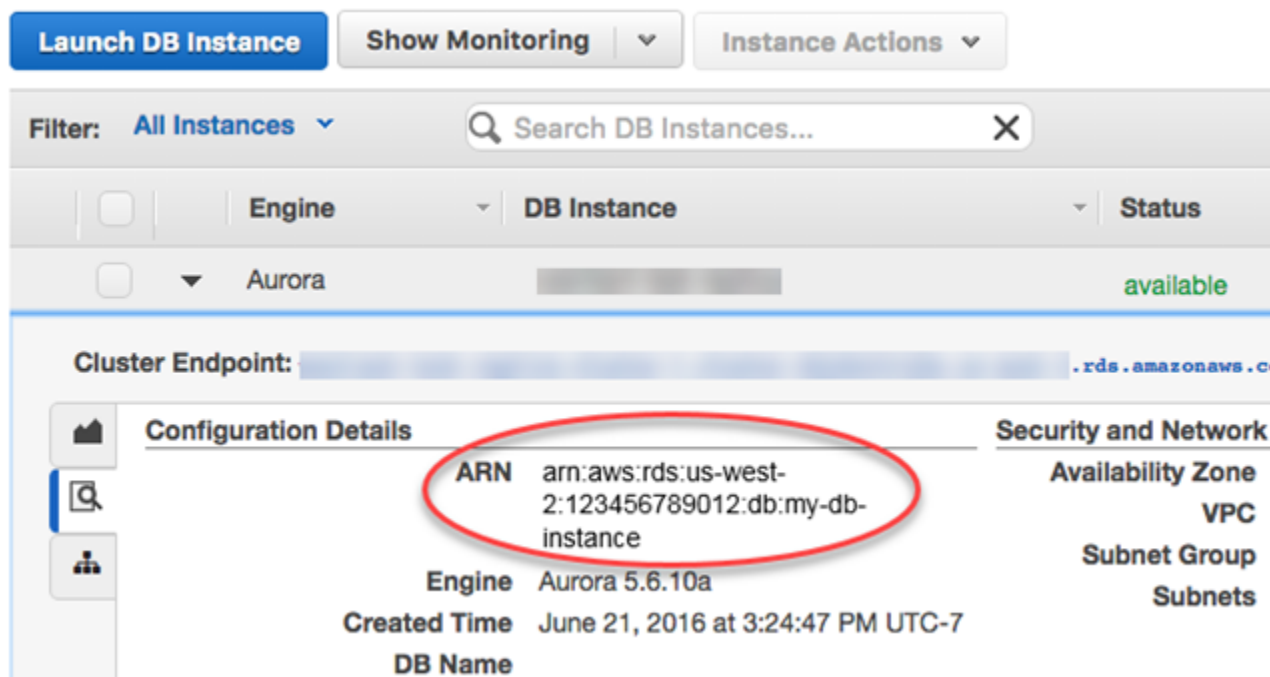 Launch DB Instance Show Monitoring Instance Actions
Filter: All Instances Search DB Instances...
Engine DB Instance Status
Aurora available
Cluster Endpoint: .rds.amazonaws.c
Configuration Details Security and Network
ARN arn:aws:rds:us-west- Availability Zone
2:123456789012:db:my-db- VPC
instance Subnet Group
Engine Aurora 5.6.10a Subnets
Created Time June 21, 2016 at 3:24:47 PM UTC-7
DB Name